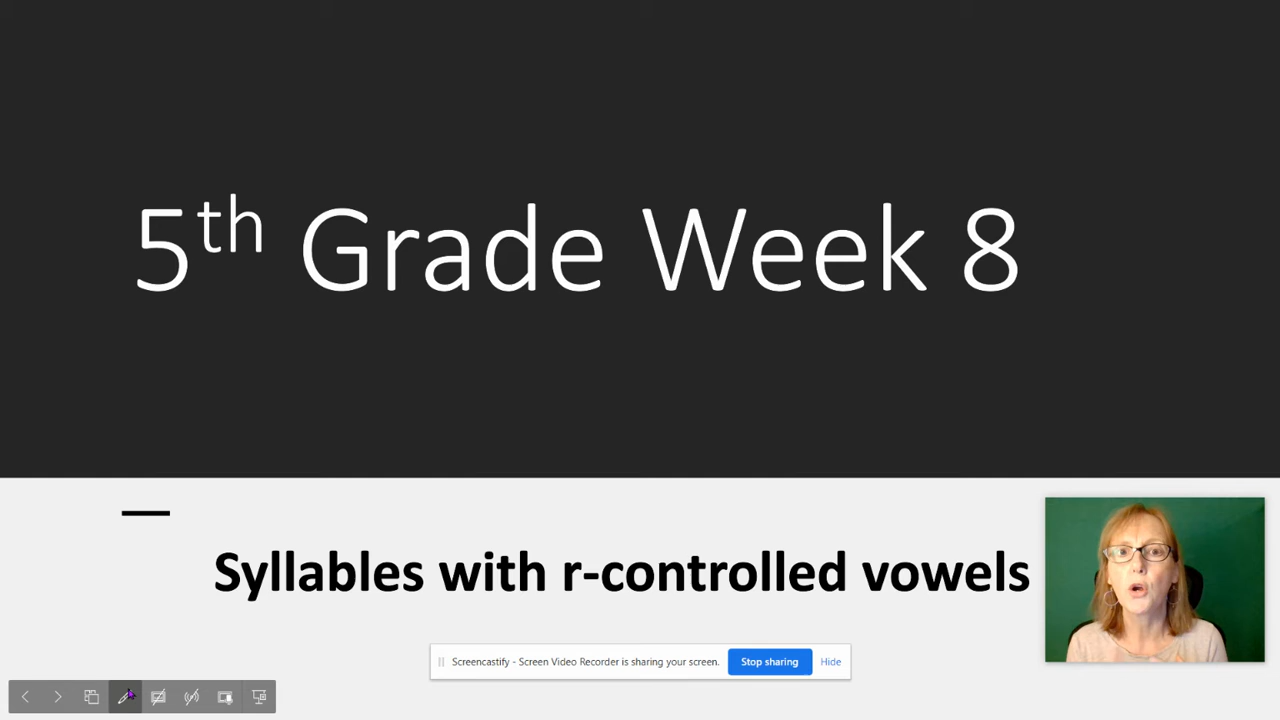 5th Grade Week 8
Syllables with r-controlled vowels
Screencastify - Screen Video Recorder is sharing your screen. Stop sharing Hide